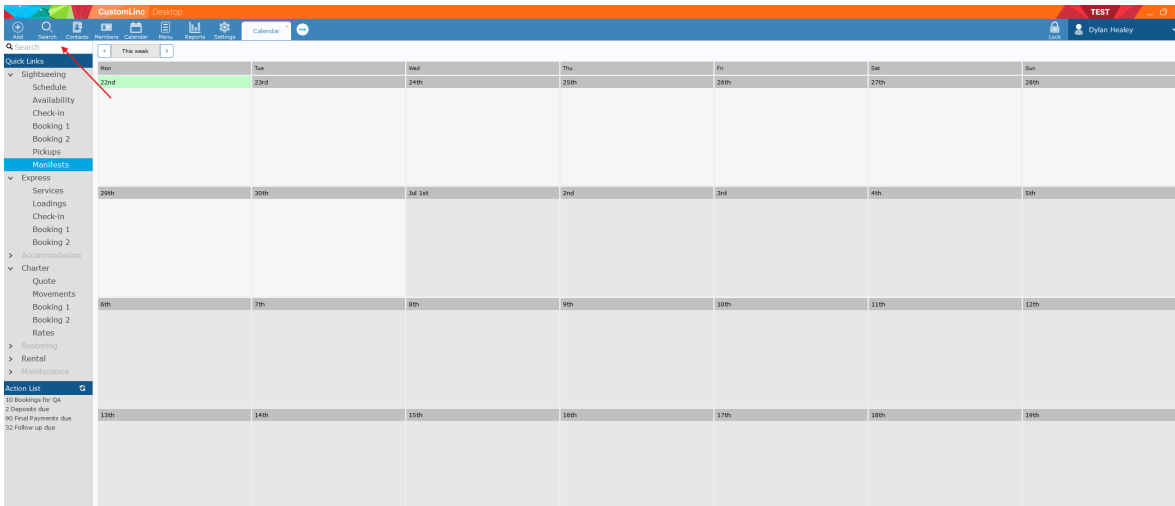 CustomLinc Desktop
TEST
Add Search Contacts Members Calendar Menu Reports Settings
Calendar
Lock
Dylan Healey
Search
This week
Quick Links
Sightseeing
Schedule
Availability
Check-in
Booking 1
Booking 2
Pickups
Manifests
Express
Services
Loadings
Check-in
Booking 1
Booking 2
Accommodation
Charter
Quote
Movements
Booking 1
Booking 2
Rates
Rostering
Rental
Maintenance
Action List
10 Bookings for QA
2 Deposits due
90 Final Payments due
32 Follow up due
Mon Tue Wed Thu Fri Sat Sun
22nd 23rd 24th 25th 26th 27th 28th
29th 30th Jul 1st 2nd 3rd 4th 5th
6th 7th 8th 9th 10th 11th 12th
13th 14th 15th 16th 17th 18th 19th